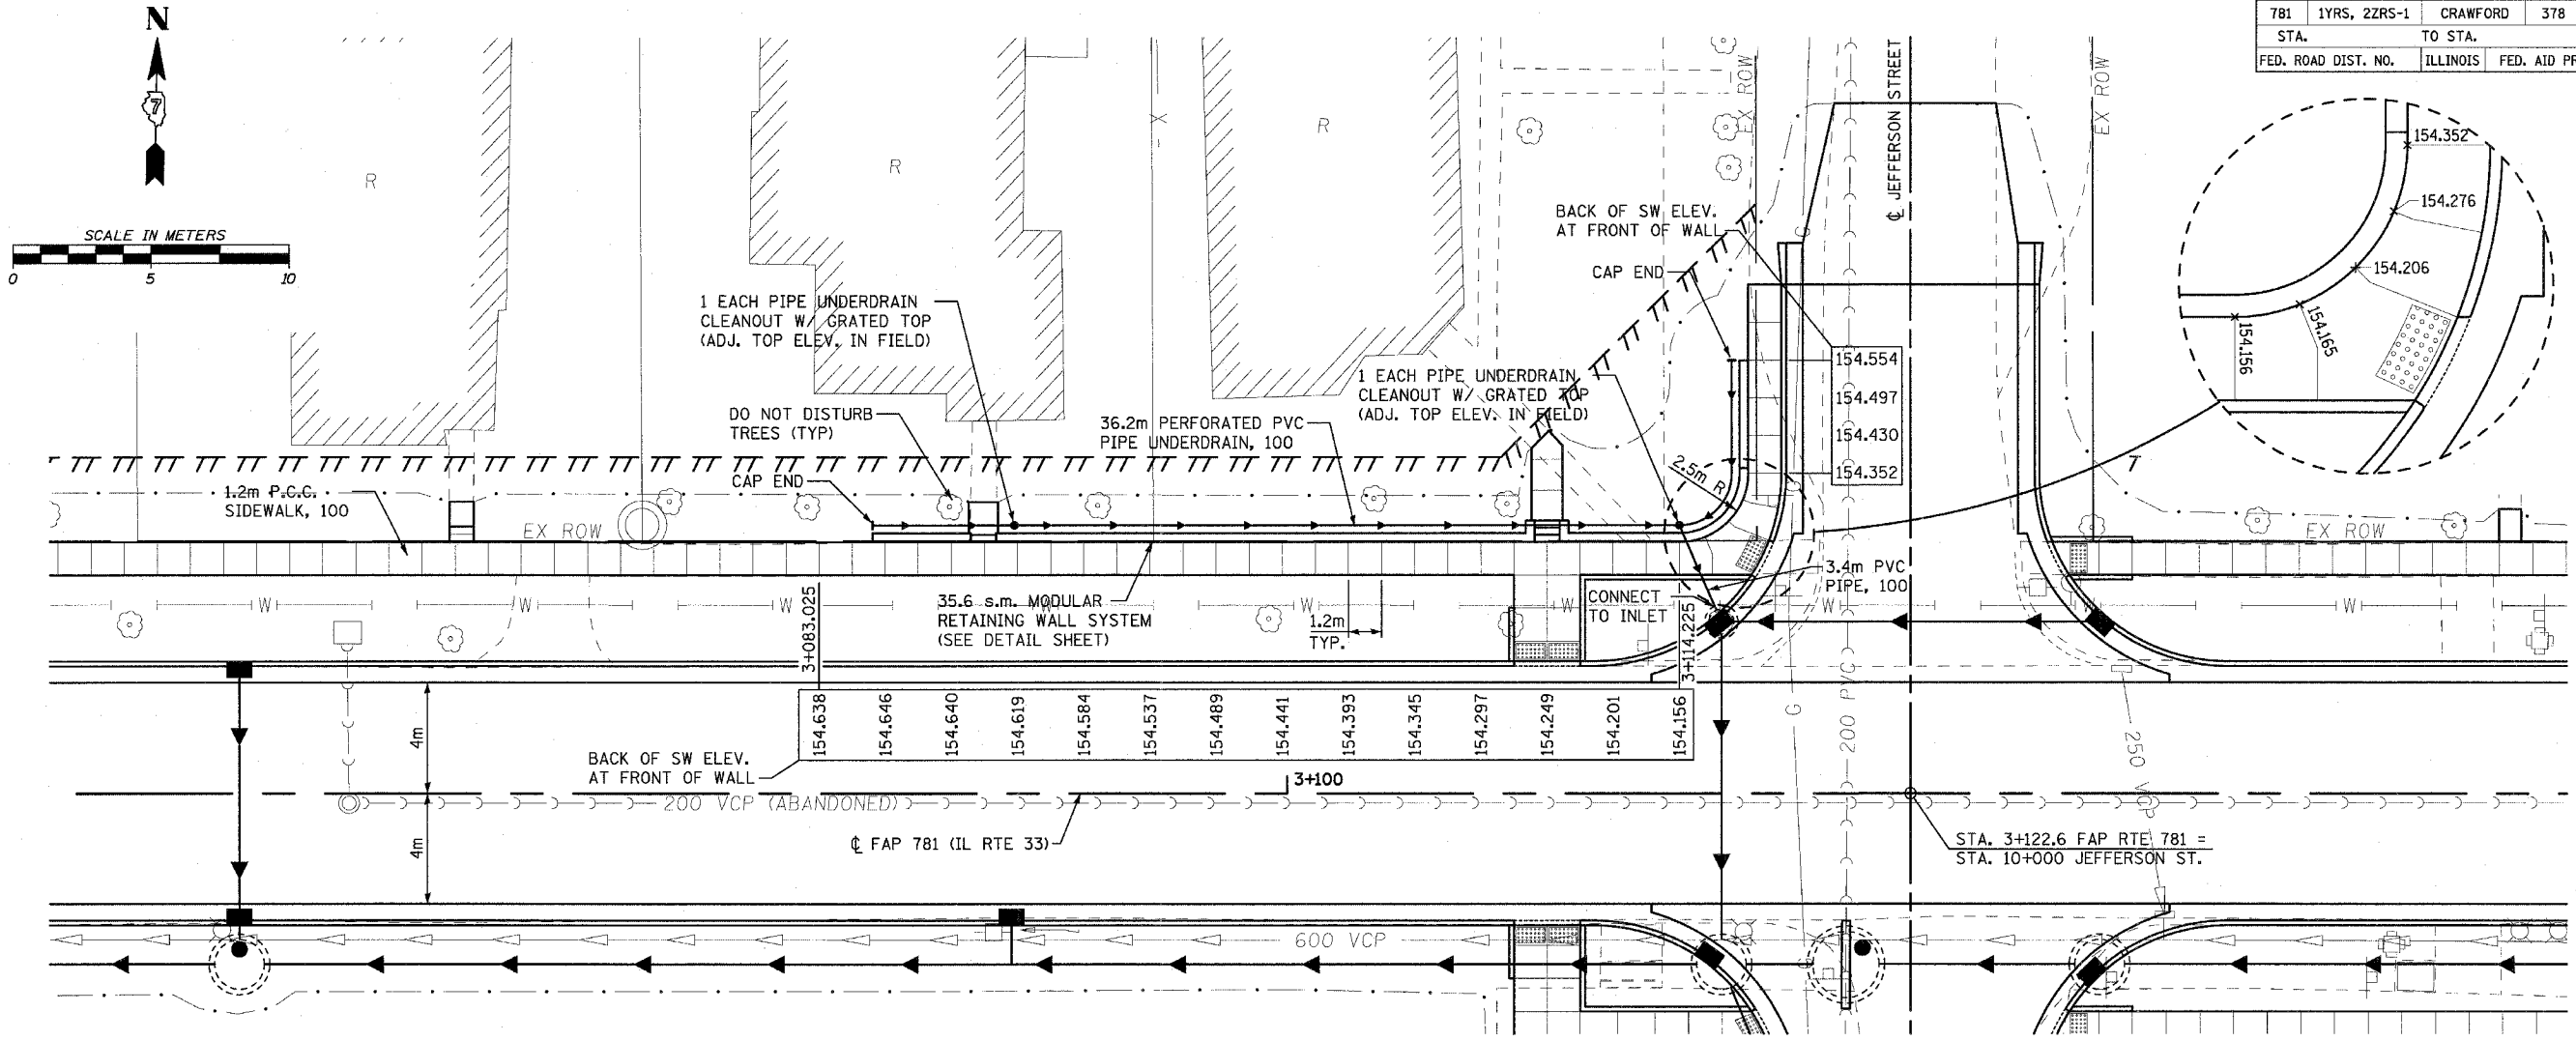 N
7
SCALE IN METERS
0 5 10
781 1YRS, 2ZRS-1 CRAWFORD 378
STA. TO STA.
FED. ROAD DIST. NO. ILLINOIS FED. AID PR
R
R
R
X
EX ROW
℄ JEFFERSON STREET
EX ROW
154.352
154.276
154.206
154.165
154.156
BACK OF SW ELEV.
AT FRONT OF WALL
CAP END
G
1 EACH PIPE UNDERDRAIN
CLEANOUT W/ GRATED TOP
(ADJ. TOP ELEV. IN FIELD)
1 EACH PIPE UNDERDRAIN
CLEANOUT W/ GRATED TOP
(ADJ. TOP ELEV. IN FIELD)
154.554
154.497
154.430
154.352
DO NOT DISTURB
TREES (TYP)
36.2m PERFORATED PVC
PIPE UNDERDRAIN, 100
CAP END
2.5m R
1.2m P.C.C.
SIDEWALK, 100
EX ROW
EX ROW
3.4m PVC
PIPE, 100
W W W W W W W W W
35.6 s.m. MODULAR
RETAINING WALL SYSTEM
(SEE DETAIL SHEET)
1.2m
TYP.
CONNECT
TO INLET
3+083.025
3+114.225
154.638
154.646
154.640
154.619
154.584
154.537
154.489
154.441
154.393
154.345
154.297
154.249
154.201
154.156
G
200 PVC
250 VCP
4m
4m
BACK OF SW ELEV.
AT FRONT OF WALL
3+100
200 VCP (ABANDONED)
℄ FAP 781 (IL RTE 33)
STA. 3+122.6 FAP RTE 781 =
STA. 10+000 JEFFERSON ST.
600 VCP
G